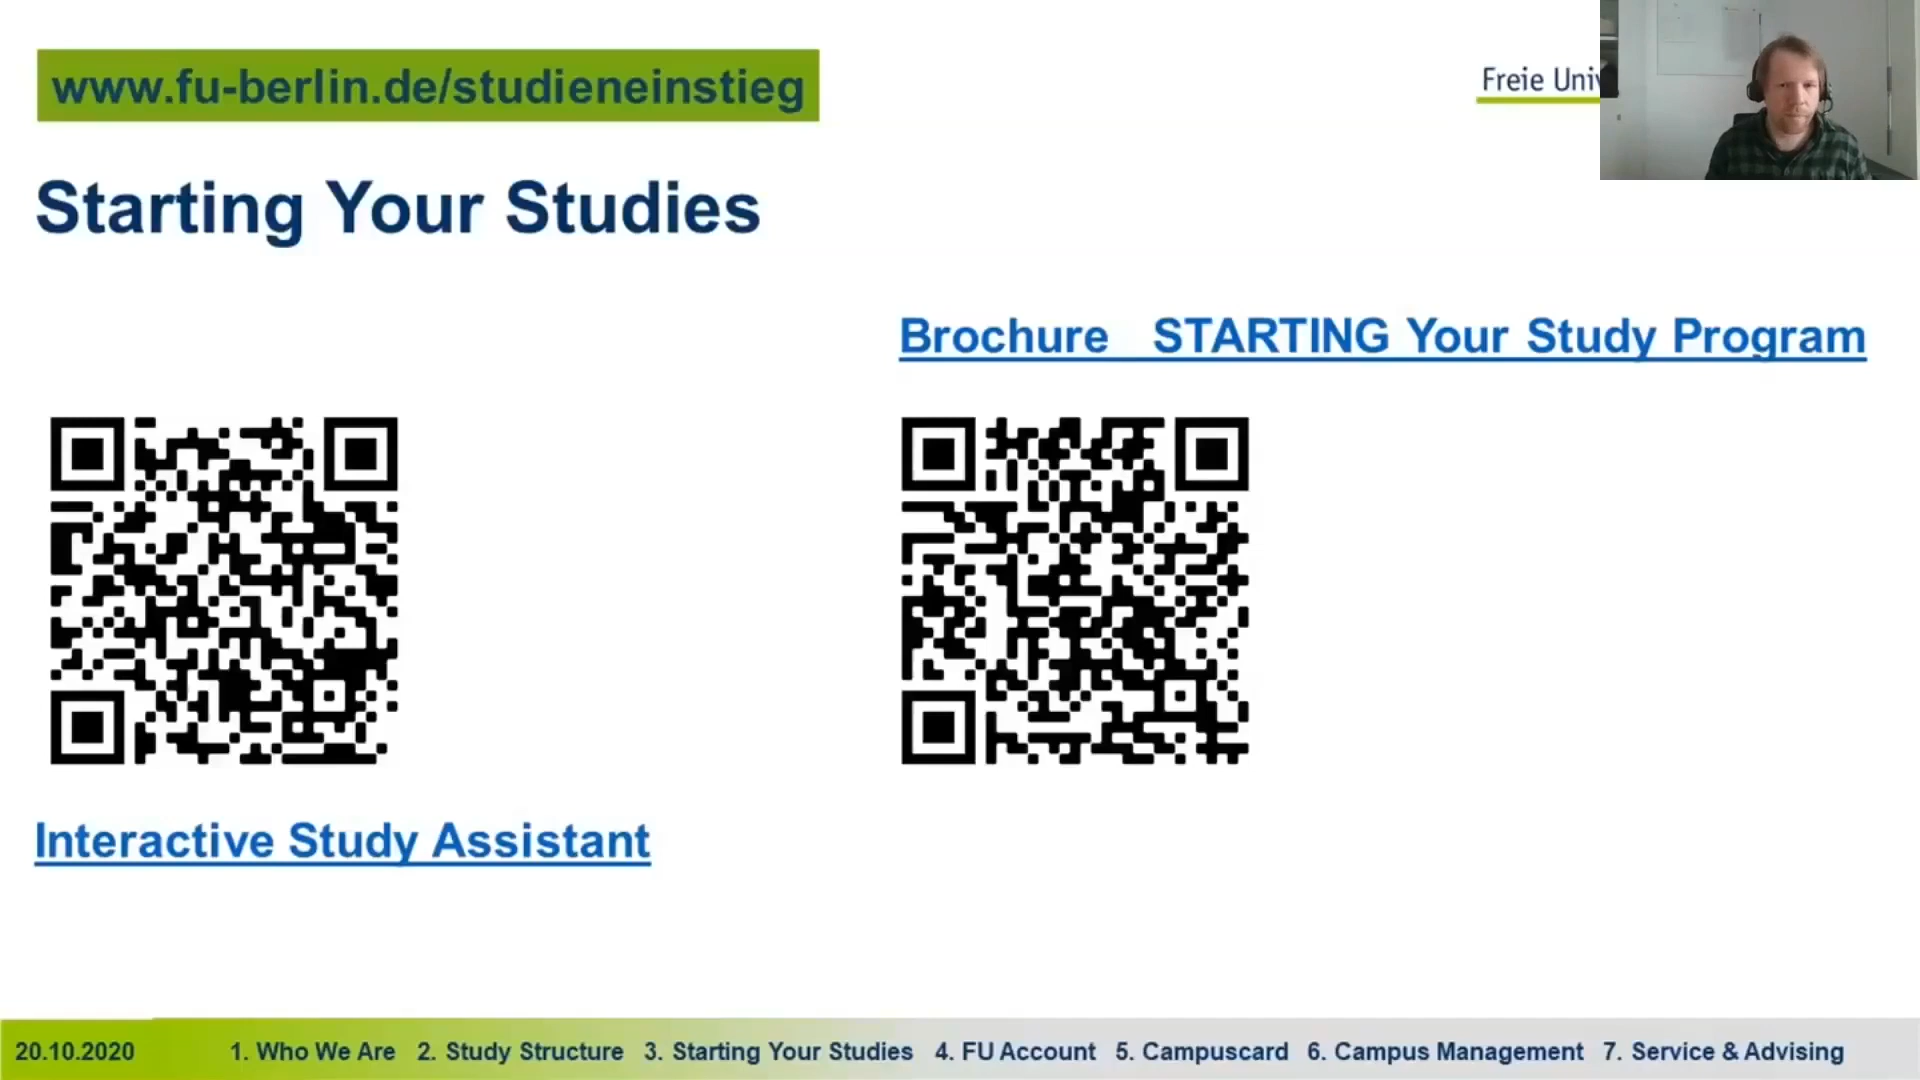 www.fu-berlin.de/studieneinstieg
Freie
Starting Your Studies
Brochure STARTING Your Study Program
Interactive Study Assistant
20.10.2020 1. Who We Are 2. Study Structure 3. Starting Your Studies 4. FU Account 5. Campuscard 6. Campus Management 7. Service & Advising